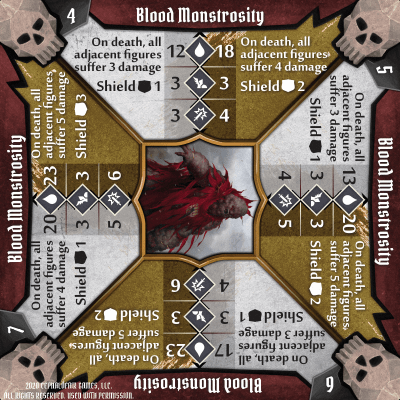 4
Blood Monstrosity
On death, all
adjacent figures
suffer 3 damage
Shield 1
12 18
3 3
3 4
On death, all
adjacent figures
suffer 4 damage
Shield 2
5
Blood Monstrosity
On death, all
adjacent figures
suffer 3 damage
Shield 1
13 20
3 3
4 5
On death, all
adjacent figures
suffer 5 damage
Shield 2
6
Blood Monstrosity
On death, all
adjacent figures
suffer 3 damage
Shield 1
17 23
3 3
4 6
On death, all
adjacent figures
suffer 5 damage
Shield 2
7
Blood Monstrosity
On death, all
adjacent figures
suffer 4 damage
Shield 1
20 23
3 3
5 6
On death, all
adjacent figures
suffer 5 damage
Shield 3
2020 CEPHALOFAIR GAMES, LLC.
ALL RIGHTS RESERVED. USED WITH PERMISSION.